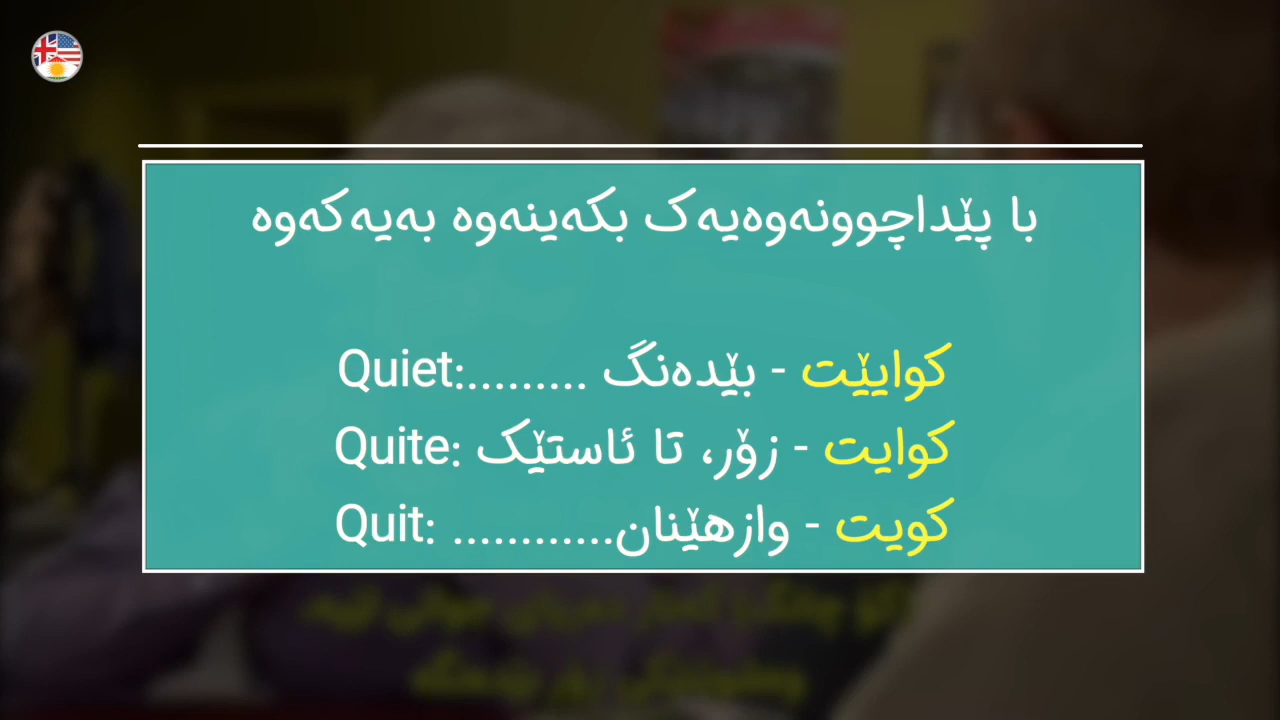 با پێداچوونەوەیەک بکەینەوە بەیەکەوە
Quiet:......... کوایێت - بێدەنگ
Quite: کوایت - زۆر، تا ئاستێک
Quit: ............کویت - وازهێنان